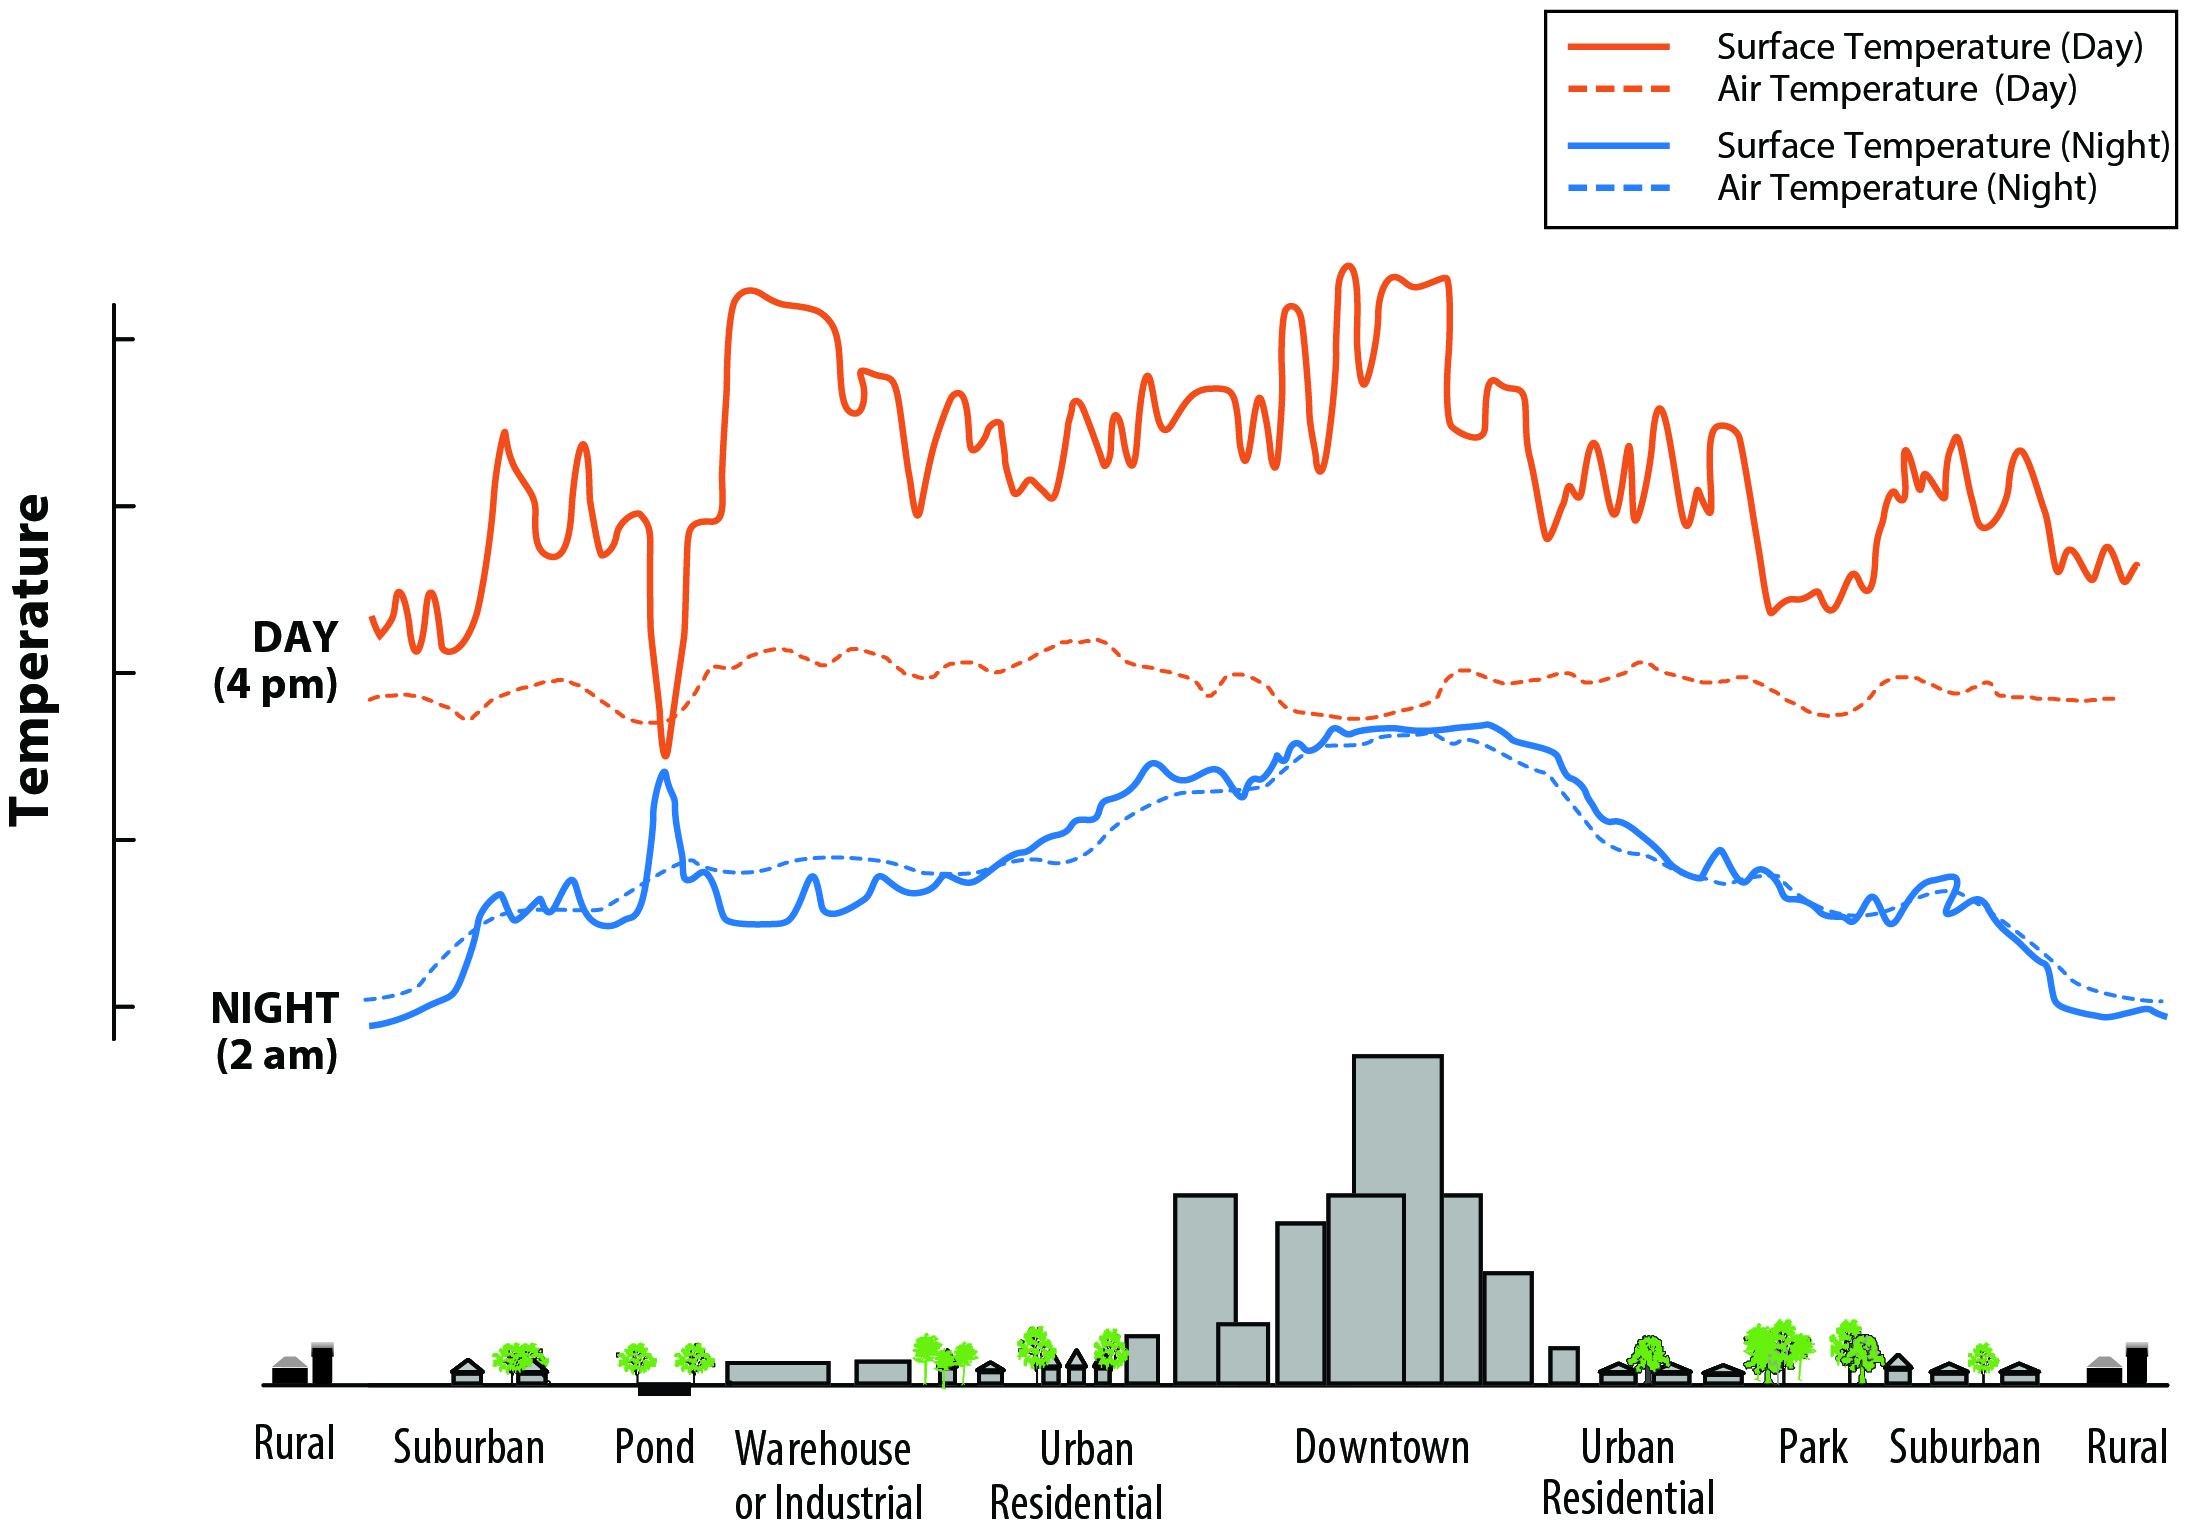 Surface Temperature (Day)
Air Temperature (Day)
Surface Temperature (Night)
Air Temperature (Night)
Temperature
DAY
(4 pm)
NIGHT
(2 am)
Rural
Suburban
Pond
Warehouse
or Industrial
Urban
Residential
Downtown
Urban
Residential
Park
Suburban
Rural